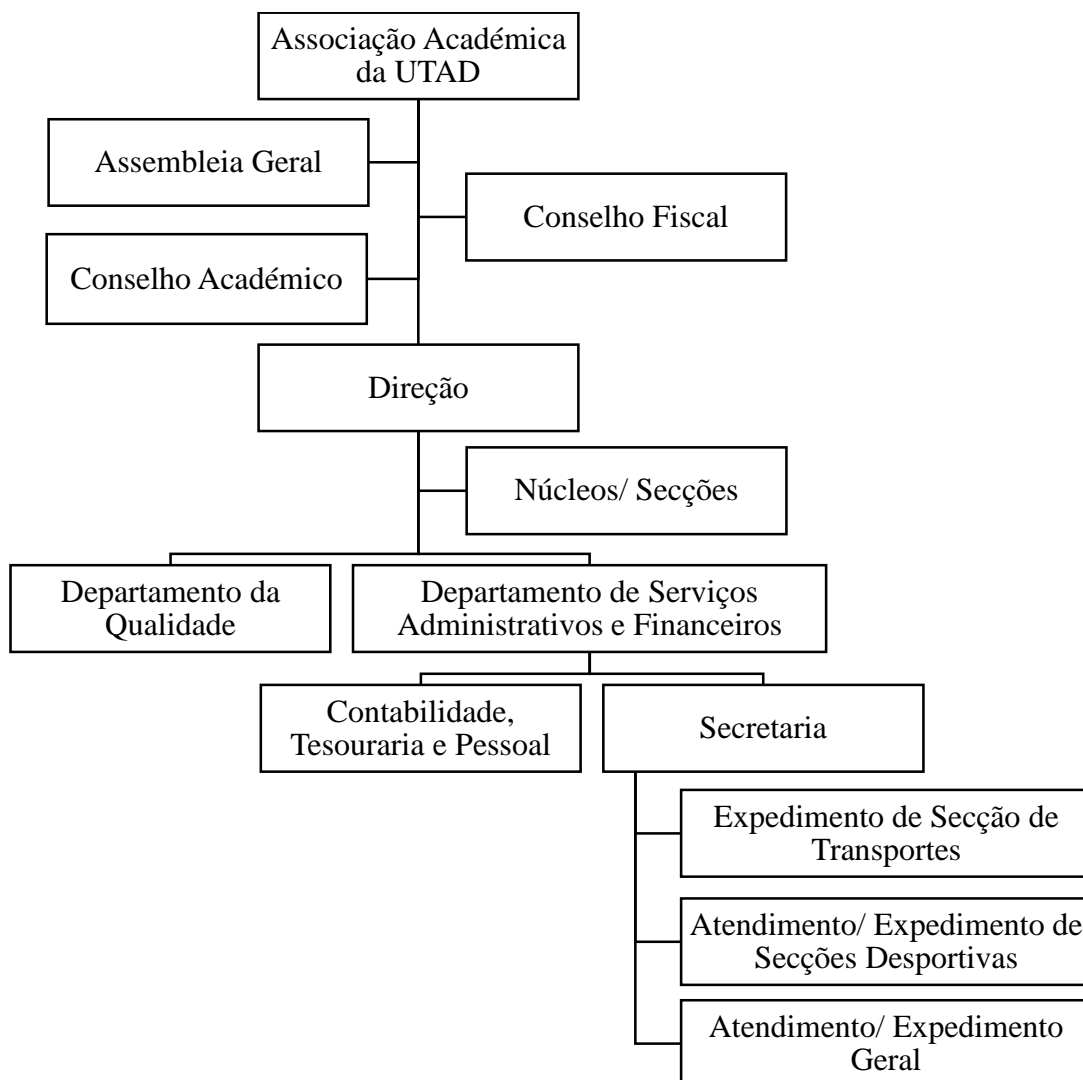 Associação Académica
da UTAD
Assembleia Geral
Conselho Fiscal
Conselho Académico
Direção
Núcleos/ Secções
Departamento da
Qualidade
Departamento de Serviços
Administrativos e Financeiros
Contabilidade,
Tesouraria e Pessoal
Secretaria
Expedimento de Secção de
Transportes
Atendimento/ Expedimento de
Secções Desportivas
Atendimento/ Expedimento
Geral